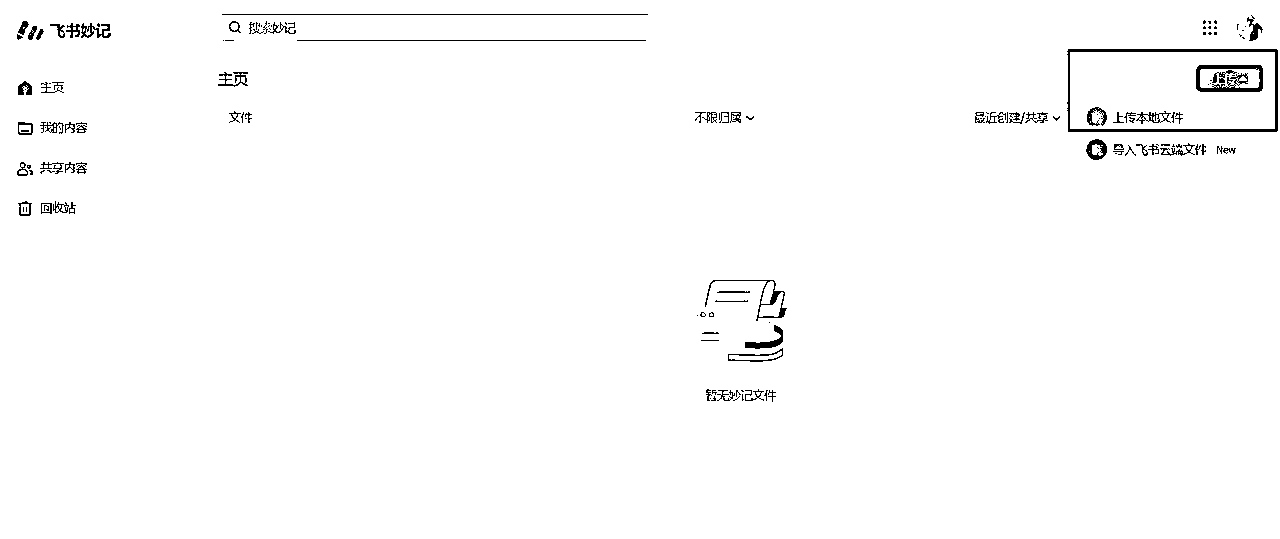 飞书妙记
搜索妙记
主页
我的内容
共享内容
回收站
主页
文件
不限归属
最近创建/共享
上传本地文件
导入飞书云端文件 New
暂无妙记文件